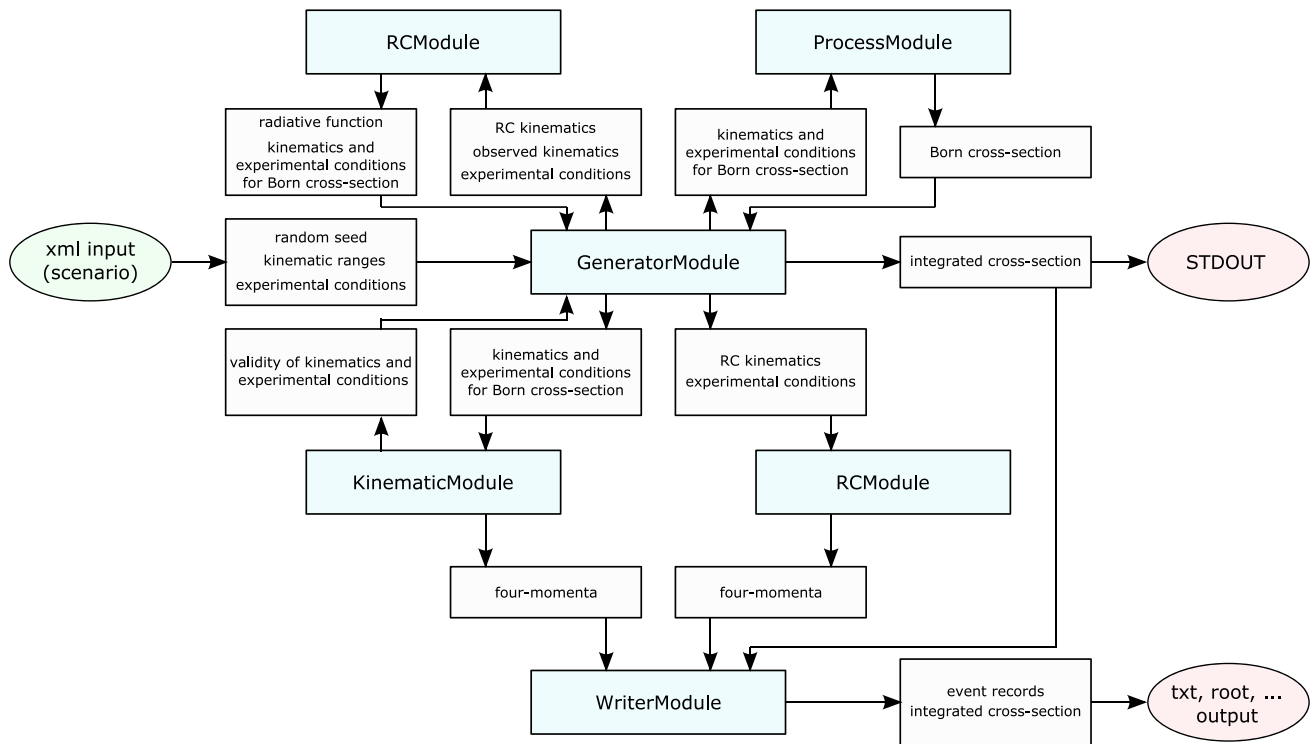 RCModule
ProcessModule
radiative function
kinematics and
experimental conditions
for Born cross-section
RC kinematics
observed kinematics
experimental conditions
kinematics and
experimental conditions
for Born cross-section
Born cross-section
xml input
(scenario)
random seed
kinematic ranges
experimental conditions
GeneratorModule
integrated cross-section
STDOUT
validity of kinematics and
experimental conditions
kinematics and
experimental conditions
for Born cross-section
RC kinematics
experimental conditions
KinematicModule
RCModule
four-momenta
four-momenta
WriterModule
event records
integrated cross-section
txt, root, ...
output